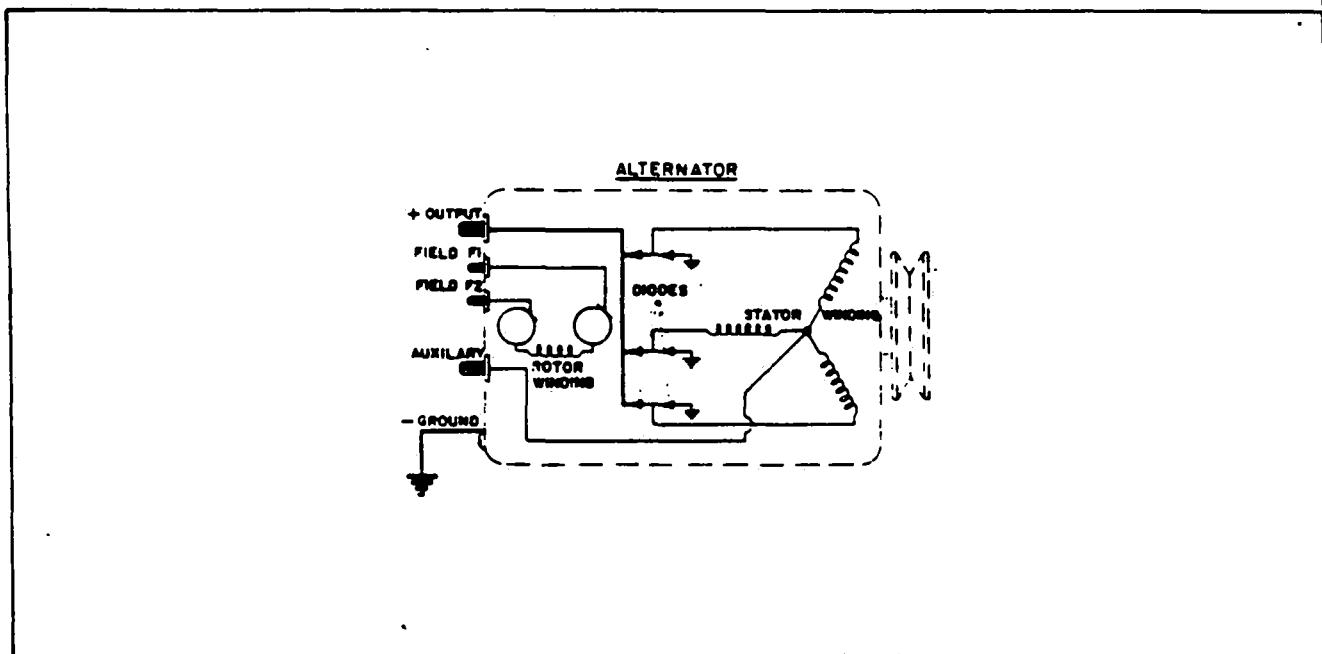 ALTERNATOR
+ OUTPUT
FIELD F1
FIELD F2
DIODES
STATOR WINDING
AUXILARY
ROTOR
WINDING
- GROUND